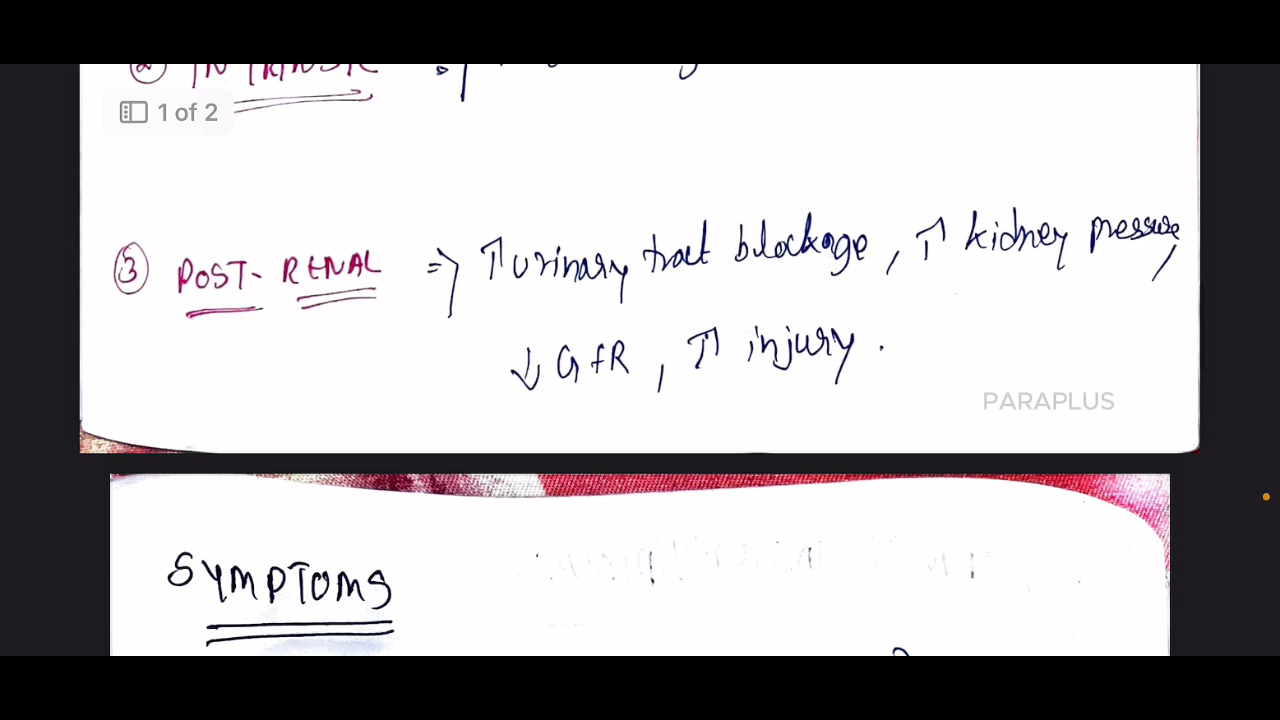 1 of 2
③ POST-RENAL ⇒ ↑ urinary tract blockage, ↑ kidney pressure,
↓ GFR, ↑ injury.
PARAPLUS
SYMPTOMS